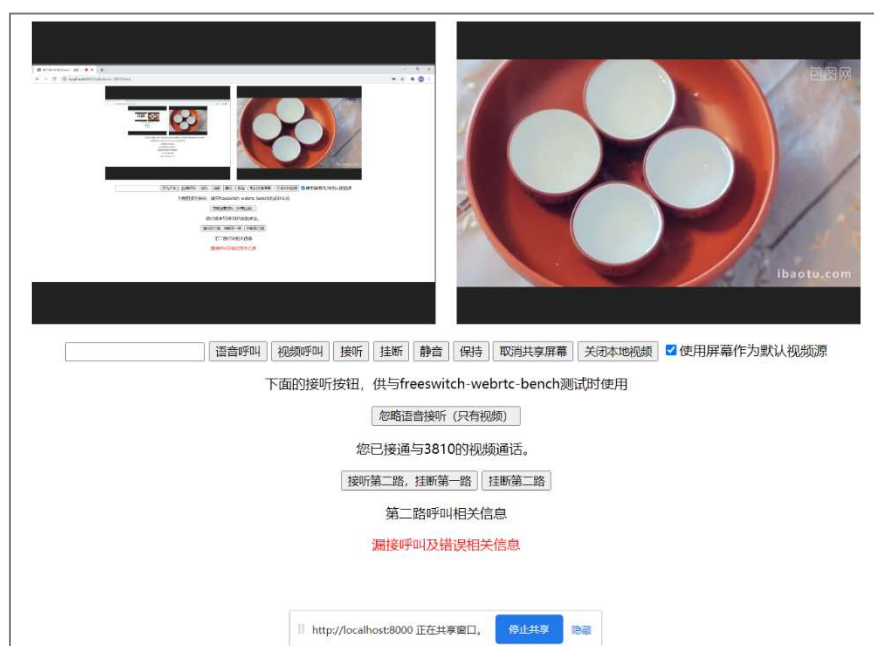 包图网
ibaotu.com
语音呼叫 视频呼叫 接听 挂断 静音 保持 取消共享屏幕 关闭本地视频 使用屏幕作为默认视频源
下面的接听按钮，供与freeswitch-webrtc-bench测试时使用
忽略语音接听（只有视频）
您已接通与3810的视频通话。
接听第二路，挂断第一路 挂断第二路
第二路呼叫相关信息
漏接呼叫及错误相关信息
http://localhost:8000 正在共享窗口。 停止共享 隐藏